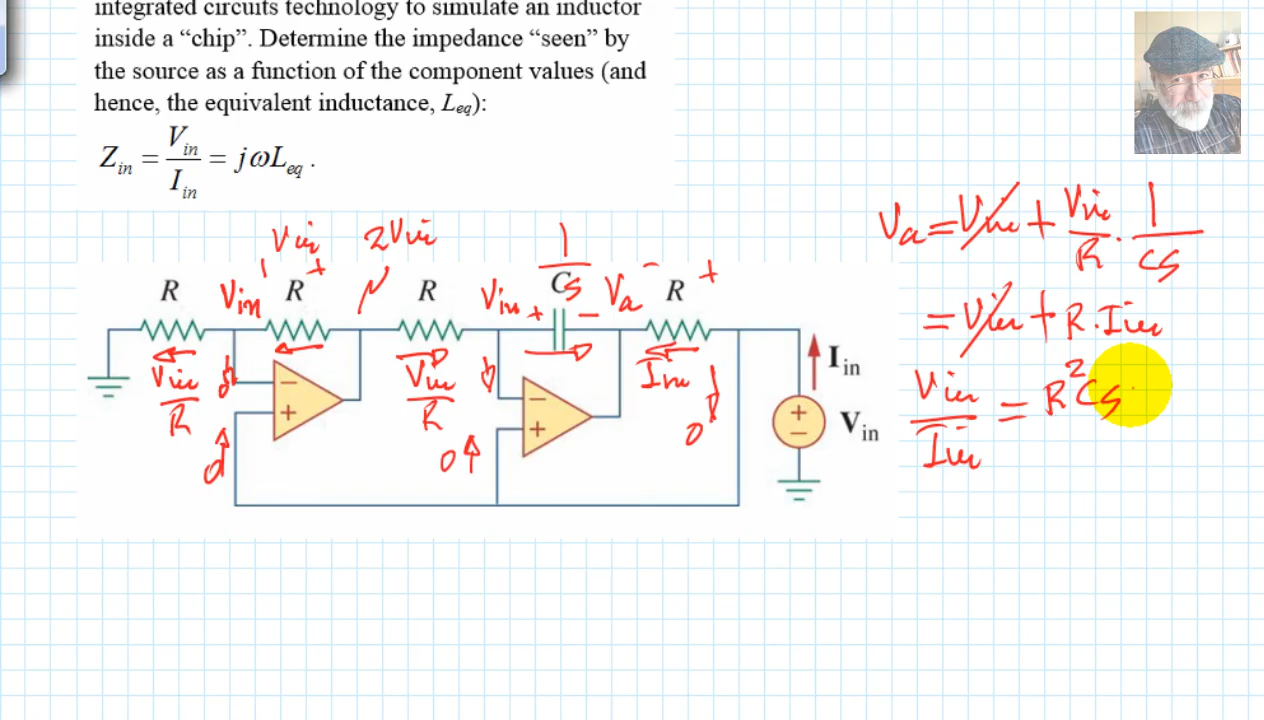 integrated circuits technology to simulate an inductor
inside a “chip”. Determine the impedance “seen” by
the source as a function of the component values (and
hence, the equivalent inductance, Leq):
Zin = Vin / Iin = jωLeq .
Va = Vin + Vin/R · 1/Cs
= Vin + R · Iin
Vin/Iin = R²Cs
Vin 2Vin 1/Cs
R Vin R + R Vin + − Va − R +
Vin/R Vin/R Iin
− + − +
0 0 0 0 0
Iin
+ −
Vin